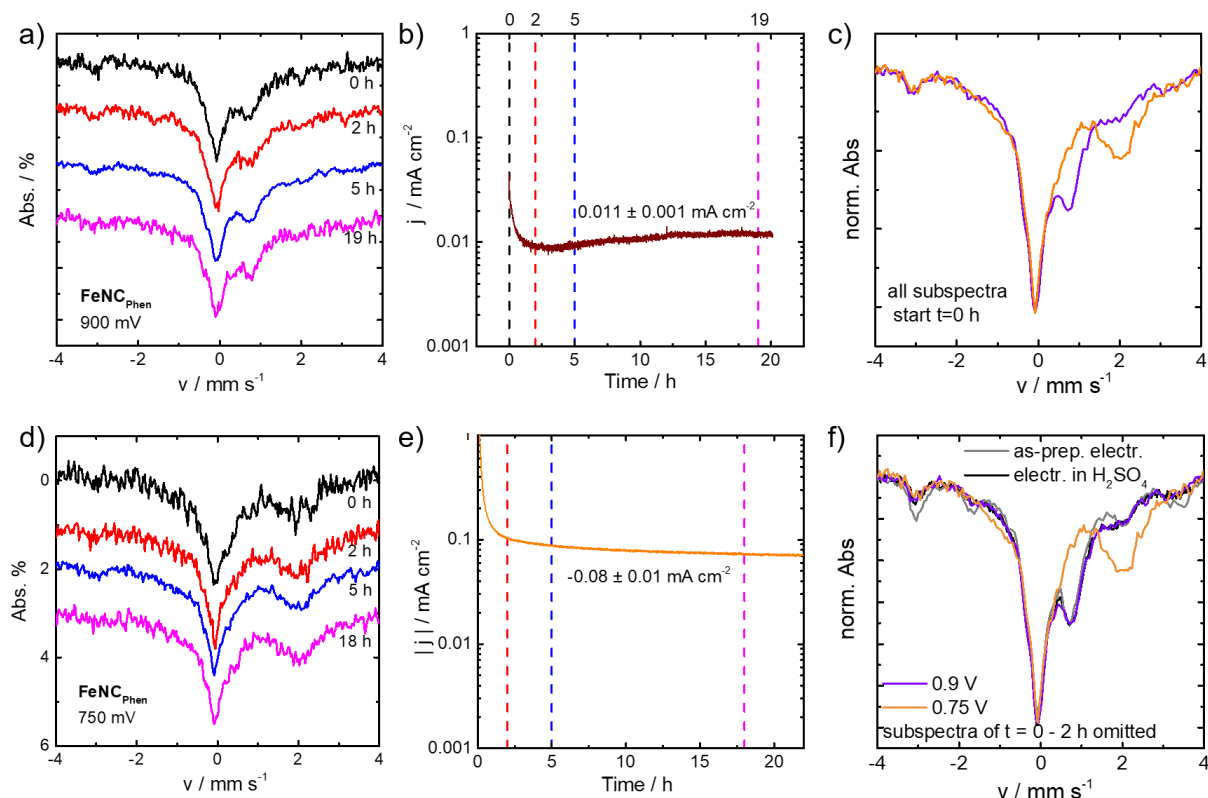 a)
Abs. / %
0 h
2 h
5 h
19 h
FeNC_Phen
900 mV
-4 -2 0 2 4
v / mm s⁻¹
b)
0 2 5 19
j / mA cm⁻²
1
0.1
0.01
0.001
0.011 ± 0.001 mA cm⁻²
0 5 10 15 20
Time / h
c)
norm. Abs
all subspectra
start t=0 h
-4 -2 0 2 4
v / mm s⁻¹
d)
Abs. %
0
2
4
6
0 h
2 h
5 h
18 h
FeNC_Phen
750 mV
-4 -2 0 2 4
v / mm s⁻¹
e)
| j | / mA cm⁻²
1
0.1
0.01
0.001
-0.08 ± 0.01 mA cm⁻²
0 5 10 15 20
Time / h
f)
norm. Abs
as-prep. electr.
electr. in H₂SO₄
0.9 V
0.75 V
subspectra of t = 0 - 2 h omitted
-4 -2 0 2 4
v / mm s⁻¹